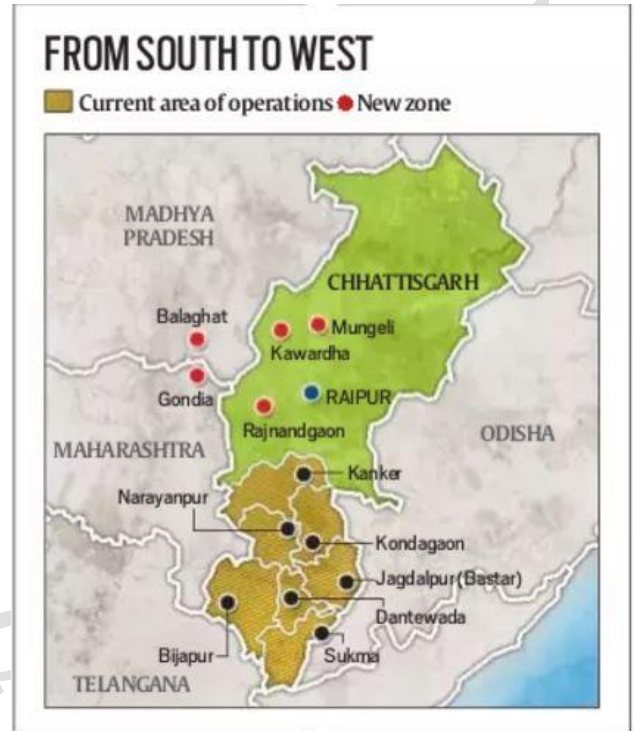 FROM SOUTH TO WEST
Current area of operations New zone
MADHYA
PRADESH
CHHATTISGARH
Balaghat
Mungeli
Kawardha
Gondia
RAIPUR
Rajnandgaon
ODISHA
MAHARASHTRA
Kanker
Narayanpur
Kondagaon
Jagdalpur(Bastar)
Dantewada
Bijapur
Sukma
TELANGANA